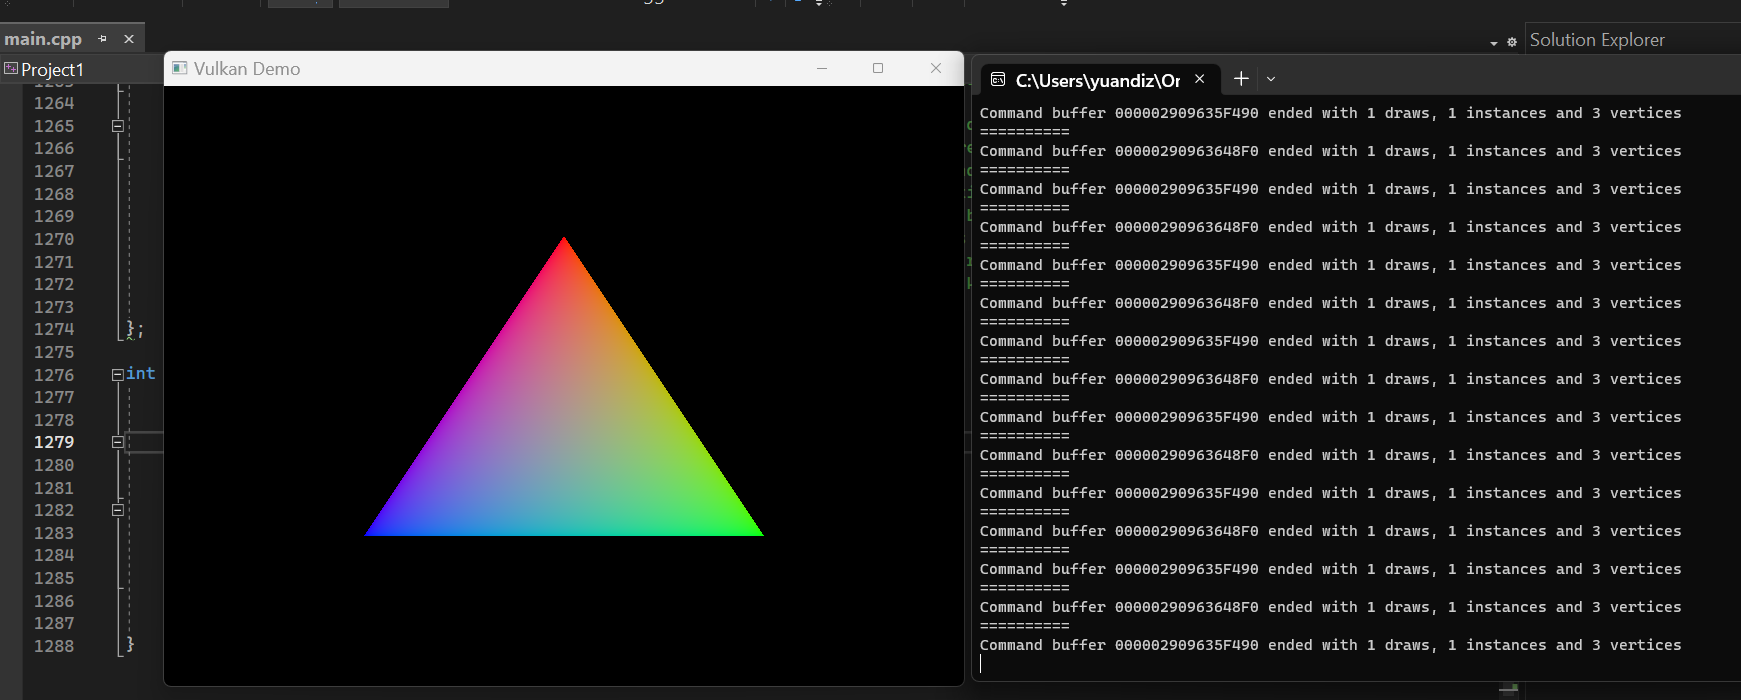 main.cpp
Solution Explorer
Project1
Vulkan Demo
C:\Users\yuandiz\Or
1264
1265
1266
1267
1268
1269
1270
1271
1272
1273
1274 };
1275
1276 int
1277
1278
1279
1280
1281
1282
1283
1284
1285
1286
1287
1288 }
Command buffer 000002909635F490 ended with 1 draws, 1 instances and 3 vertices
==========
Command buffer 00000290963648F0 ended with 1 draws, 1 instances and 3 vertices
==========
Command buffer 000002909635F490 ended with 1 draws, 1 instances and 3 vertices
==========
Command buffer 00000290963648F0 ended with 1 draws, 1 instances and 3 vertices
==========
Command buffer 000002909635F490 ended with 1 draws, 1 instances and 3 vertices
==========
Command buffer 00000290963648F0 ended with 1 draws, 1 instances and 3 vertices
==========
Command buffer 000002909635F490 ended with 1 draws, 1 instances and 3 vertices
==========
Command buffer 00000290963648F0 ended with 1 draws, 1 instances and 3 vertices
==========
Command buffer 000002909635F490 ended with 1 draws, 1 instances and 3 vertices
==========
Command buffer 00000290963648F0 ended with 1 draws, 1 instances and 3 vertices
==========
Command buffer 000002909635F490 ended with 1 draws, 1 instances and 3 vertices
==========
Command buffer 00000290963648F0 ended with 1 draws, 1 instances and 3 vertices
==========
Command buffer 000002909635F490 ended with 1 draws, 1 instances and 3 vertices
==========
Command buffer 00000290963648F0 ended with 1 draws, 1 instances and 3 vertices
==========
Command buffer 000002909635F490 ended with 1 draws, 1 instances and 3 vertices